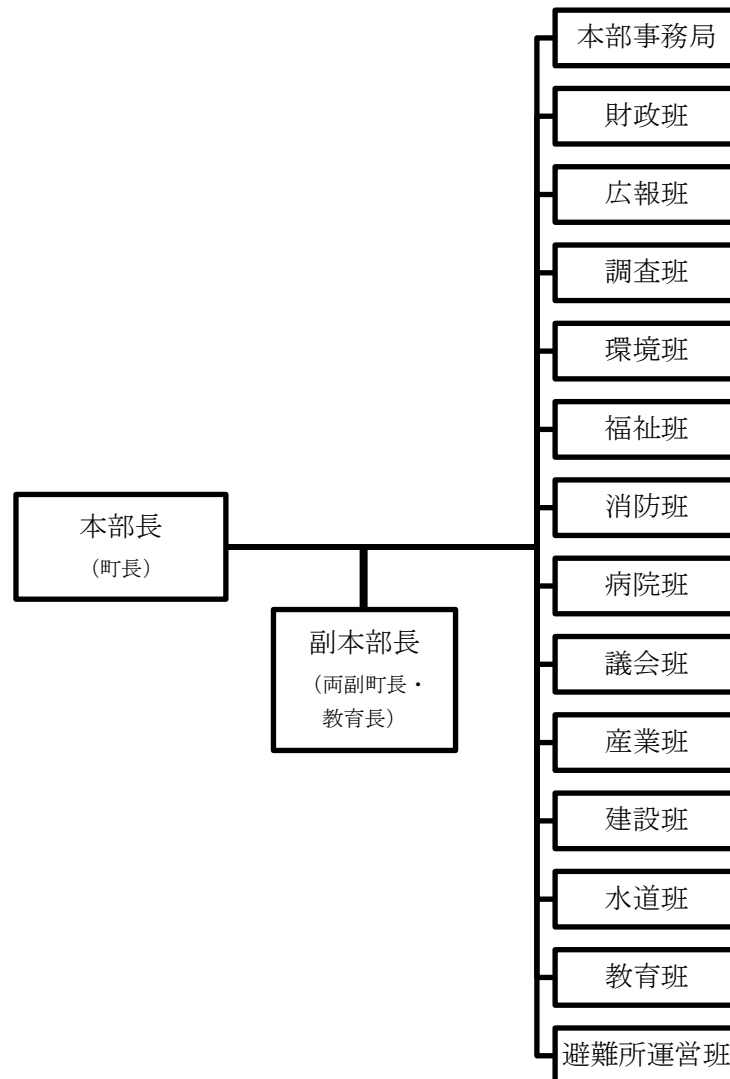 本部事務局
財政班
広報班
調査班
環境班
福祉班
消防班
本部長
（町長）
病院班
副本部長
（両副町長・
教育長）
議会班
産業班
建設班
水道班
教育班
避難所運営班